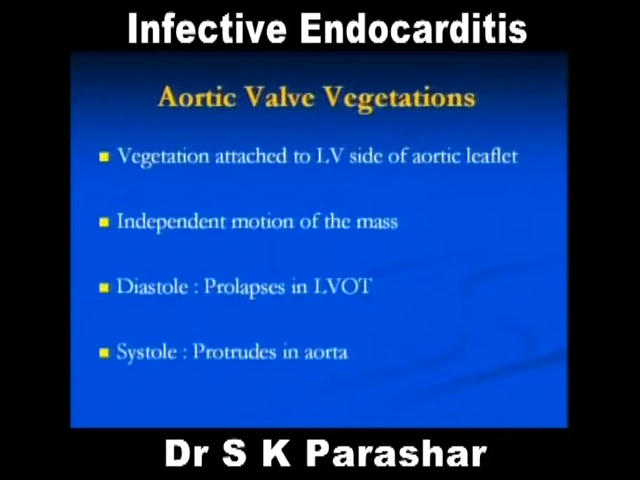 Infective Endocarditis
Aortic Valve Vegetations
Vegetation attached to LV side of aortic leaflet
Independent motion of the mass
Diastole : Prolapses in LVOT
Systole : Protrudes in aorta
Dr S K Parashar